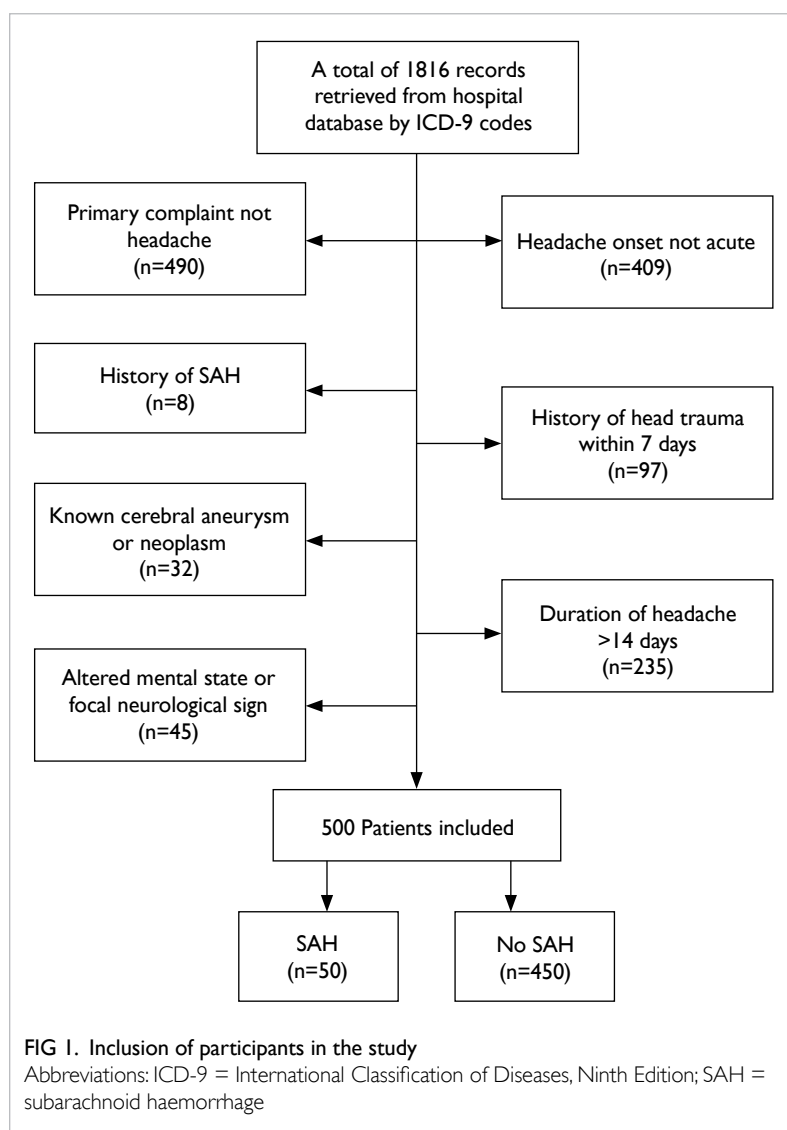 A total of 1816 records
retrieved from hospital
database by ICD-9 codes
Primary complaint not
headache
(n=490)
Headache onset not acute
(n=409)
History of SAH
(n=8)
History of head trauma
within 7 days
(n=97)
Known cerebral aneurysm
or neoplasm
(n=32)
Duration of headache
>14 days
(n=235)
Altered mental state or
focal neurological sign
(n=45)
500 Patients included
SAH
(n=50)
No SAH
(n=450)
FIG 1. Inclusion of participants in the study
Abbreviations: ICD-9 = International Classification of Diseases, Ninth Edition; SAH =
subarachnoid haemorrhage